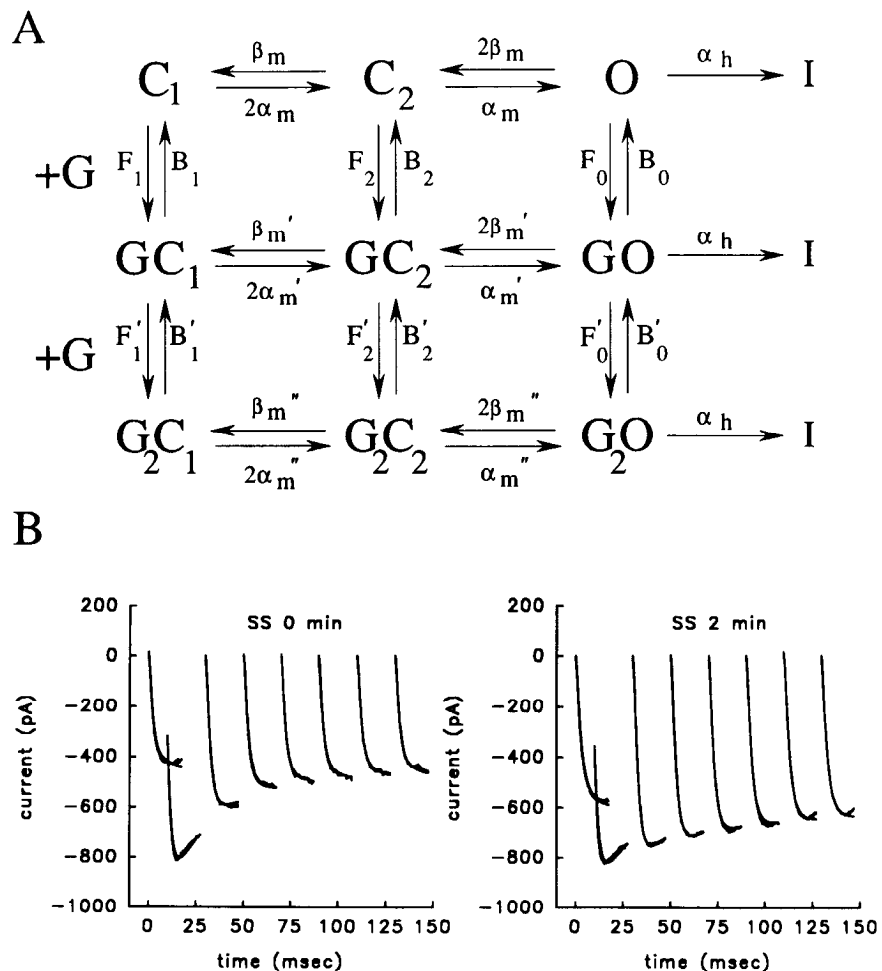 A
C₁ βm 2αm C₂ 2βm αm O αh I
+G F₁ B₁ F₂ B₂ F₀ B₀
GC₁ βm' 2αm' GC₂ 2βm' αm' GO αh I
+G F₁' B₁' F₂' B₂' F₀' B₀'
G₂C₁ βm" 2αm" G₂C₂ 2βm" αm" G₂O αh I
B
SS 0 min
200
0
−200
−400
−600
−800
−1000
current (pA)
0 25 50 75 100 125 150
time (msec)
SS 2 min
200
0
−200
−400
−600
−800
−1000
current (pA)
0 25 50 75 100 125 150
time (msec)